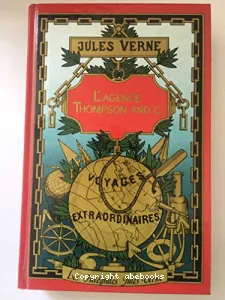 JULES VERNE
L'AGENCE
THOMPSON AND C.
VOYAGES
EXTRAORDINAIRES
Copyright: abebooks